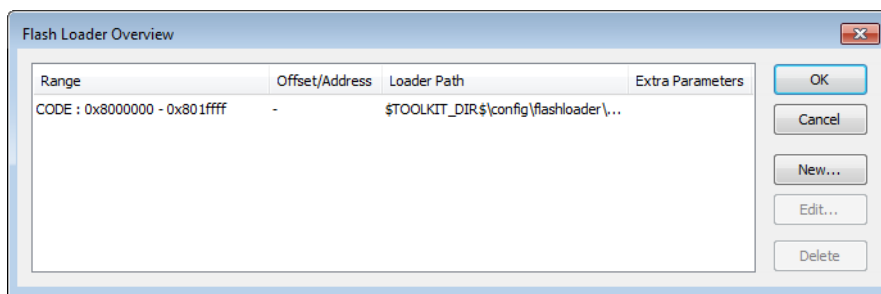 Flash Loader Overview
Range Offset/Address Loader Path Extra Parameters
CODE : 0x8000000 - 0x801ffff - $TOOLKIT_DIR$\config\flashloader\...
OK
Cancel
New...
Edit...
Delete